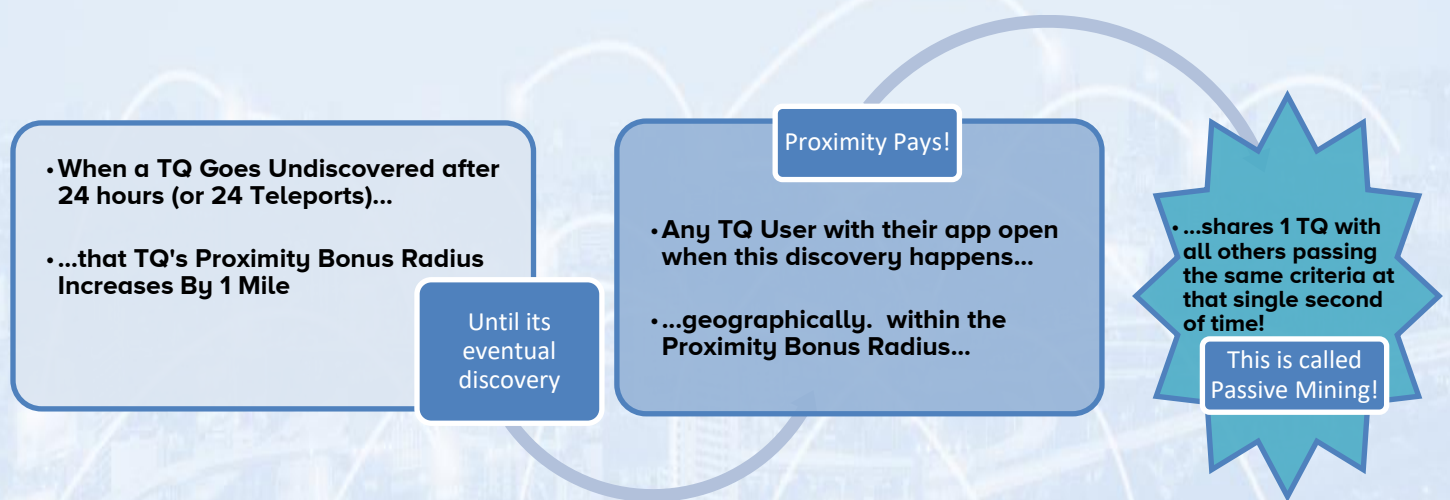 • When a TQ Goes Undiscovered after
24 hours (or 24 Teleports)...
• ...that TQ's Proximity Bonus Radius
Increases By 1 Mile
Until its
eventual
discovery
Proximity Pays!
• Any TQ User with their app open
when this discovery happens...
• ...geographically. within the
Proximity Bonus Radius...
• ...shares 1 TQ with
all others passing
the same criteria at
that single second
of time!
This is called
Passive Mining!